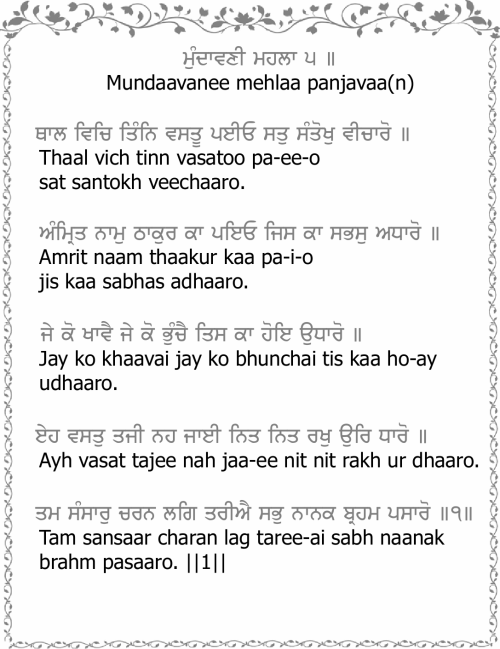 ਮੁੰਦਾਵਣੀ ਮਹਲਾ ੫ ॥
Mundaavanee mehlaa panjavaa(n)
ਥਾਲ ਵਿਚਿ ਤਿੰਨਿ ਵਸਤੂ ਪਈਓ ਸਤੁ ਸੰਤੋਖੁ ਵੀਚਾਰੋ ॥
Thaal vich tinn vasatoo pa-ee-o
sat santokh veechaaro.
ਅੰਮ੍ਰਿਤ ਨਾਮੁ ਠਾਕੁਰ ਕਾ ਪਇਓ ਜਿਸ ਕਾ ਸਭਸੁ ਅਧਾਰੋ ॥
Amrit naam thaakur kaa pa-i-o
jis kaa sabhas adhaaro.
ਜੇ ਕੋ ਖਾਵੈ ਜੇ ਕੋ ਭੁੰਚੈ ਤਿਸ ਕਾ ਹੋਇ ਉਧਾਰੋ ॥
Jay ko khaavai jay ko bhunchai tis kaa ho-ay
udhaaro.
ਏਹ ਵਸਤੁ ਤਜੀ ਨਹ ਜਾਈ ਨਿਤ ਨਿਤ ਰਖੁ ਉਰਿ ਧਾਰੋ ॥
Ayh vasat tajee nah jaa-ee nit nit rakh ur dhaaro.
ਤਮ ਸੰਸਾਰੁ ਚਰਨ ਲਗਿ ਤਰੀਐ ਸਭੁ ਨਾਨਕ ਬ੍ਰਹਮ ਪਸਾਰੋ ॥੧॥
Tam sansaar charan lag taree-ai sabh naanak
brahm pasaaro. ||1||